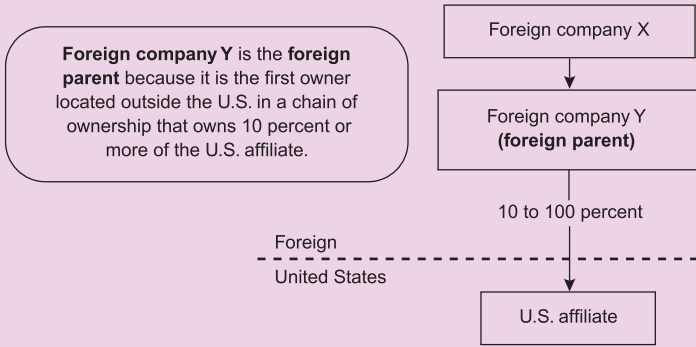 Foreign company Y is the foreign
parent because it is the first owner
located outside the U.S. in a chain of
ownership that owns 10 percent or
more of the U.S. affiliate.
Foreign company X
Foreign company Y
(foreign parent)
10 to 100 percent
Foreign
United States
U.S. affiliate